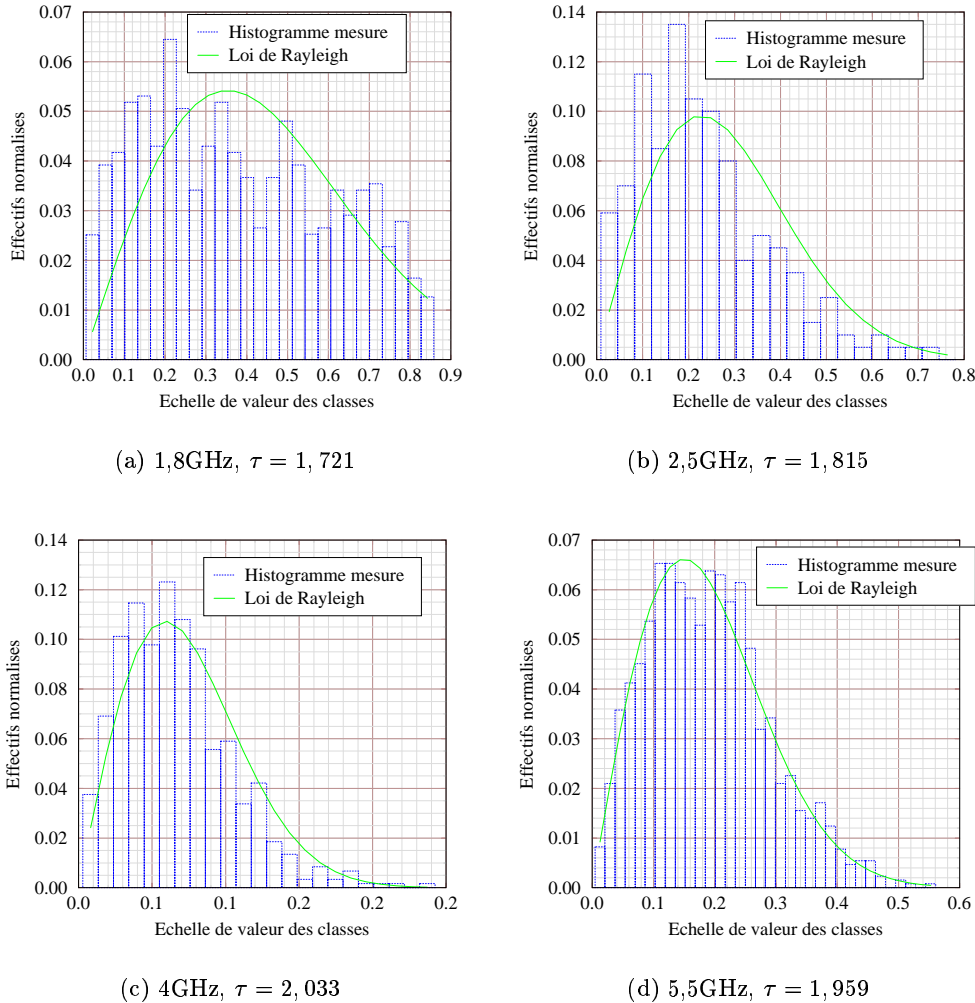 0.07
0.06
0.05
0.04
0.03
0.02
0.01
0.00
Effectifs normalises
Histogramme mesure
Loi de Rayleigh
0.0 0.1 0.2 0.3 0.4 0.5 0.6 0.7 0.8 0.9
Echelle de valeur des classes
(a) 1,8GHz, τ = 1, 721
0.14
0.13
0.10
0.08
0.06
0.04
0.02
0.00
Effectifs normalises
Histogramme mesure
Loi de Rayleigh
0.0 0.1 0.2 0.3 0.4 0.5 0.6 0.7 0.8
Echelle de valeur des classes
(b) 2,5GHz, τ = 1, 815
0.14
0.12
0.10
0.08
0.06
0.04
0.02
0.00
Effectifs normalises
Histogramme mesure
Loi de Rayleigh
0.0 0.1 0.1 0.2 0.2 0.2
Echelle de valeur des classes
(c) 4GHz, τ = 2, 033
0.07
0.06
0.05
0.04
0.03
0.02
0.01
0.00
Effectifs normalises
Histogramme mesure
Loi de Rayleigh
0.0 0.1 0.2 0.3 0.4 0.5 0.6
Echelle de valeur des classes
(d) 5,5GHz, τ = 1, 959